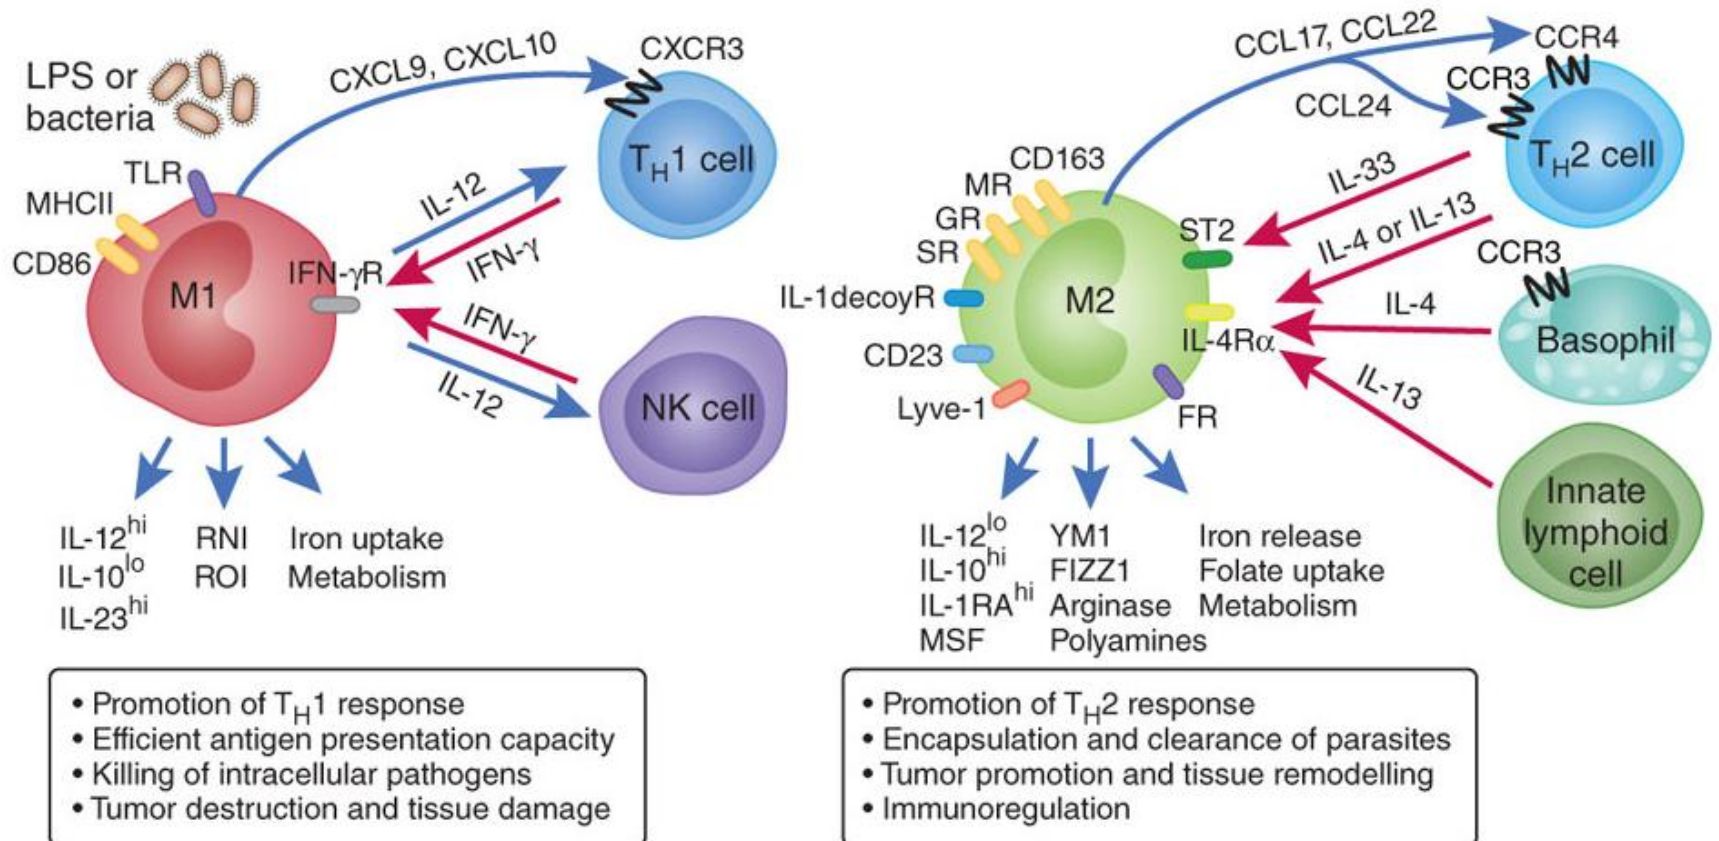 LPS or
bacteria
CXCL9, CXCL10
CXCR3
TH1 cell
TLR
MHCII
CD86
M1
IFN-γR
IL-12
IFN-γ
IFN-γ
IL-12
NK cell
IL-12hi
IL-10lo
IL-23hi
RNI
ROI
Iron uptake
Metabolism
• Promotion of TH1 response
• Efficient antigen presentation capacity
• Killing of intracellular pathogens
• Tumor destruction and tissue damage
CCL17, CCL22
CCR4
CCR3
CCL24
TH2 cell
CD163
MR
GR
SR
IL-1decoyR
CD23
Lyve-1
M2
ST2
IL-4Rα
FR
IL-33
IL-4 or IL-13
CCR3
IL-4
Basophil
IL-13
Innate
lymphoid
cell
IL-12lo
IL-10hi
IL-1RAhi
MSF
YM1
FIZZ1
Arginase
Polyamines
Iron release
Folate uptake
Metabolism
• Promotion of TH2 response
• Encapsulation and clearance of parasites
• Tumor promotion and tissue remodelling
• Immunoregulation